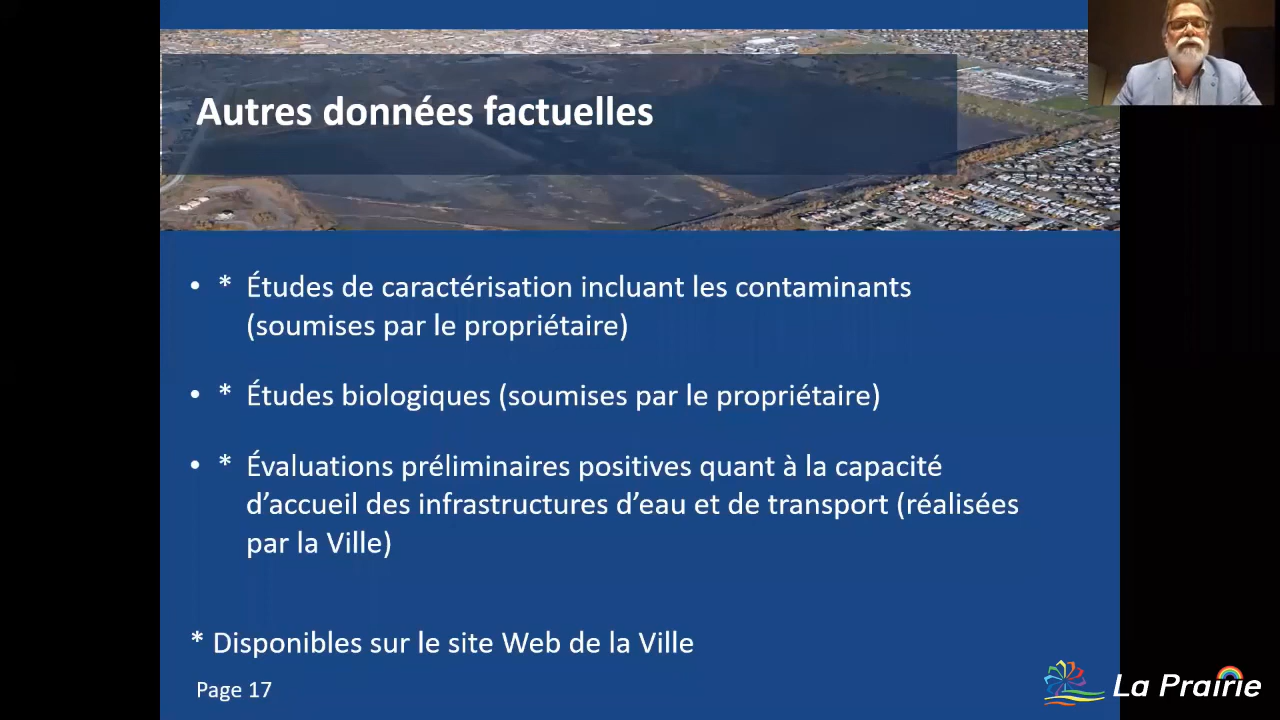 Autres données factuelles
• * Études de caractérisation incluant les contaminants
(soumises par le propriétaire)
• * Études biologiques (soumises par le propriétaire)
• * Évaluations préliminaires positives quant à la capacité
d’accueil des infrastructures d’eau et de transport (réalisées
par la Ville)
* Disponibles sur le site Web de la Ville
Page 17
La Prairie